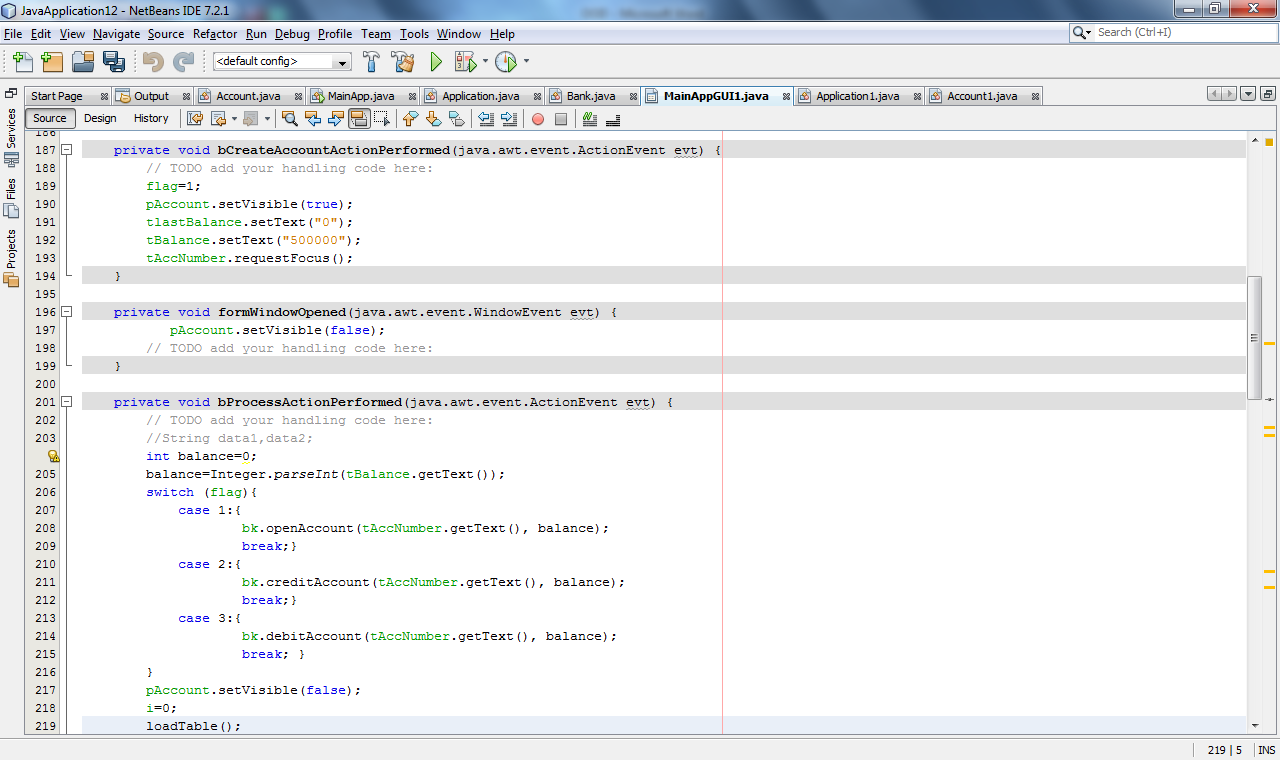 JavaApplication12 - NetBeans IDE 7.2.1
File Edit View Navigate Source Refactor Run Debug Profile Team Tools Window Help
Search (Ctrl+I)
<default config>
Start Page Output Account.java MainApp.java Application.java Bank.java MainAppGUI1.java Application1.java Account1.java
Source Design History
Services
Files
Projects
186
187 private void bCreateAccountActionPerformed(java.awt.event.ActionEvent evt) {
188 // TODO add your handling code here:
189 flag=1;
190 pAccount.setVisible(true);
191 tlastBalance.setText("0");
192 tBalance.setText("500000");
193 tAccNumber.requestFocus();
194 }
195
196 private void formWindowOpened(java.awt.event.WindowEvent evt) {
197 pAccount.setVisible(false);
198 // TODO add your handling code here:
199 }
200
201 private void bProcessActionPerformed(java.awt.event.ActionEvent evt) {
202 // TODO add your handling code here:
203 //String data1,data2;
int balance=0;
205 balance=Integer.parseInt(tBalance.getText());
206 switch (flag){
207 case 1:{
208 bk.openAccount(tAccNumber.getText(), balance);
209 break;}
210 case 2:{
211 bk.creditAccount(tAccNumber.getText(), balance);
212 break;}
213 case 3:{
214 bk.debitAccount(tAccNumber.getText(), balance);
215 break; }
216 }
217 pAccount.setVisible(false);
218 i=0;
219 loadTable();
219 | 5 INS